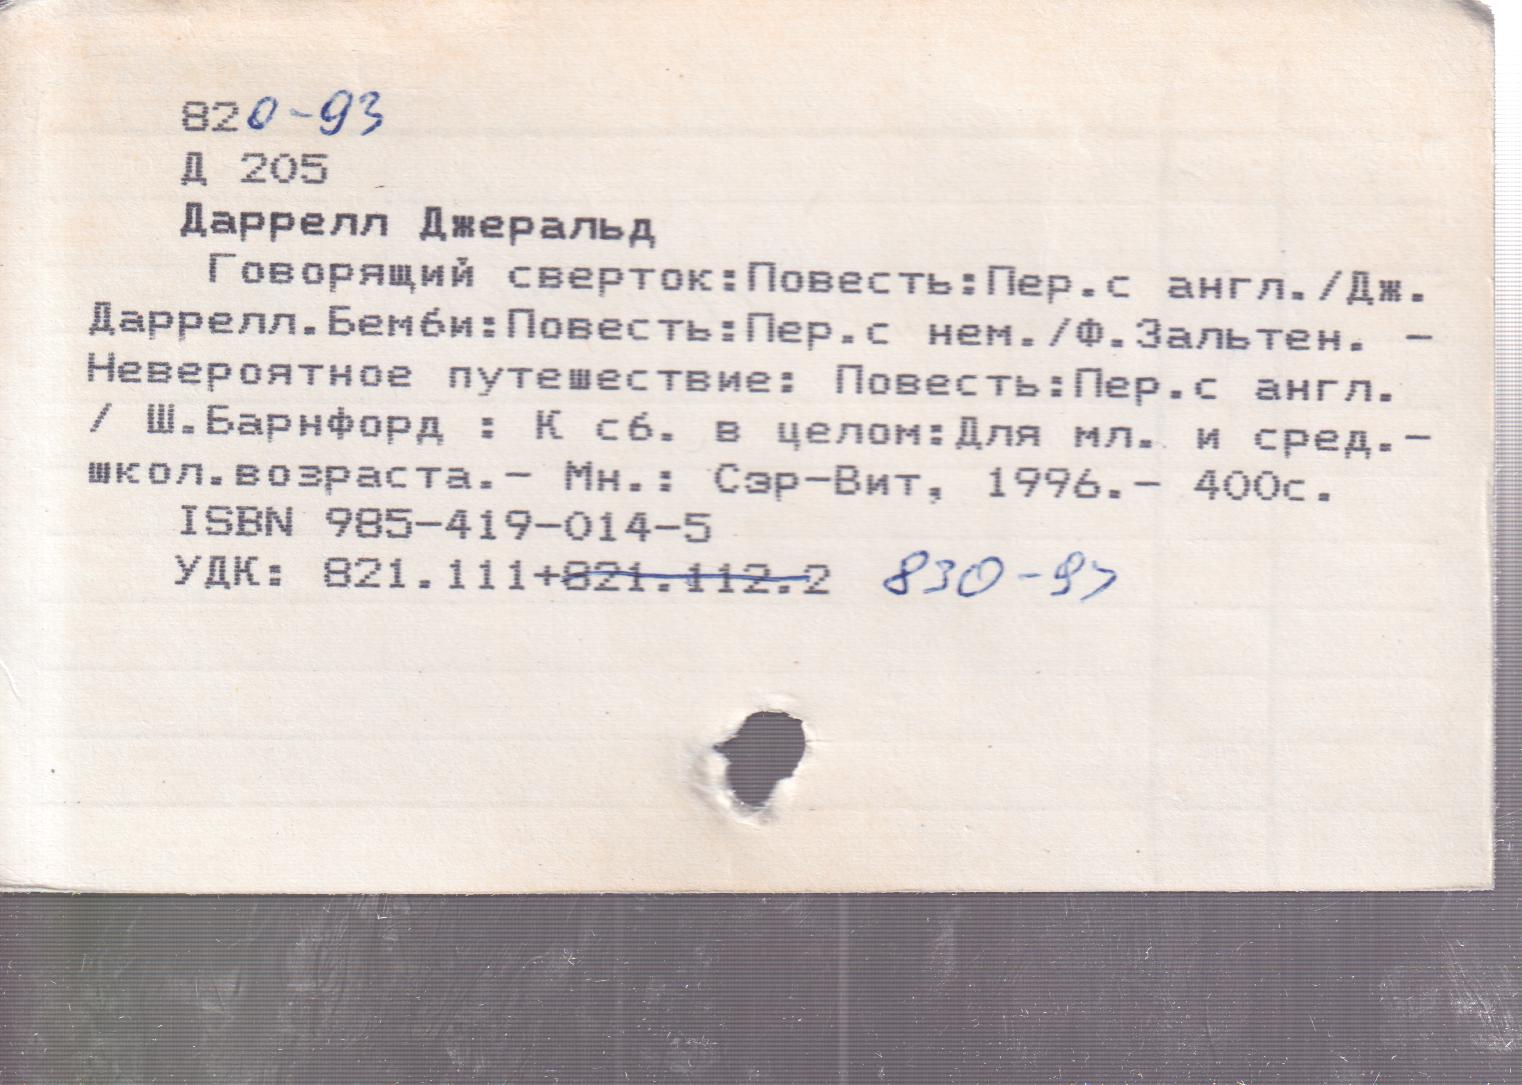 820-93
Д 205
Даррелл Джеральд
Говорящий сверток:Повесть:Пер.с англ./Дж.
Даррелл.Бемби:Повесть:Пер.с нем./Ф.Зальтен. -
Невероятное путешествие: Повесть:Пер.с англ.
/ Ш.Барнфорд : К сб. в целом:Для мл. и сред.-
школ.возраста.- Мн.: Сэр-Вит, 1996.- 400с.
ISBN 985-419-014-5
УДК: 821.111+821.112.2 830-93